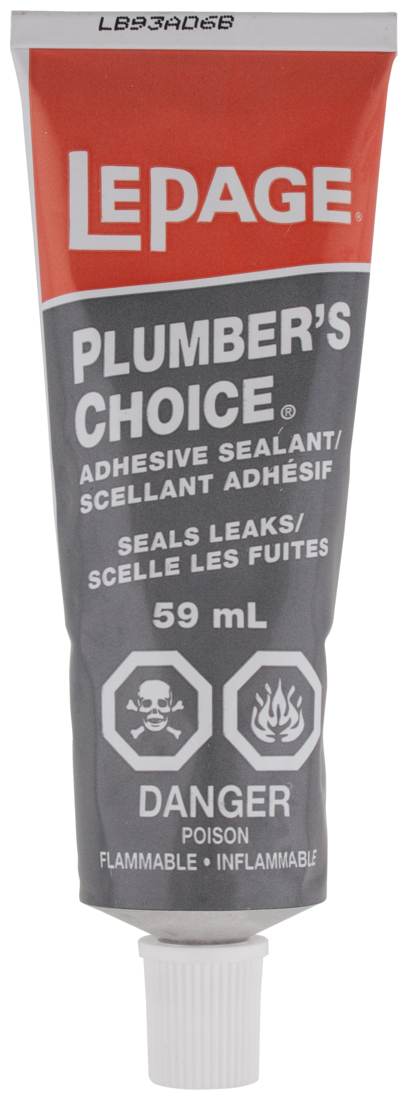 LB93AD6B
LEPAGE®
PLUMBER'S
CHOICE®
ADHESIVE SEALANT/
SCELLANT ADHÉSIF
SEALS LEAKS/
SCELLE LES FUITES
59 mL
DANGER
POISON
FLAMMABLE • INFLAMMABLE